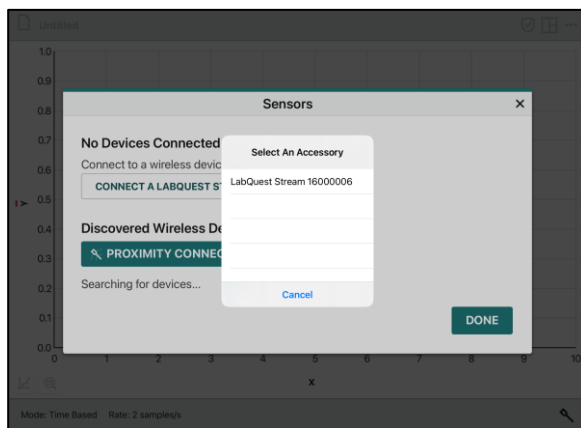 Untitled
1.0
0.9
0.8
0.7
0.6
0.5
0.4
0.3
0.2
0.1
0.0
Y
Sensors
No Devices Connected
Connect to a wireless devic
CONNECT A LABQUEST ST
Discovered Wireless De
PROXIMITY CONNEC
Searching for devices...
Select An Accessory
LabQuest Stream 16000006
Cancel
DONE
0 1 2 3 4 5 6 7 8 9 10
X
Mode: Time Based Rate: 2 samples/s